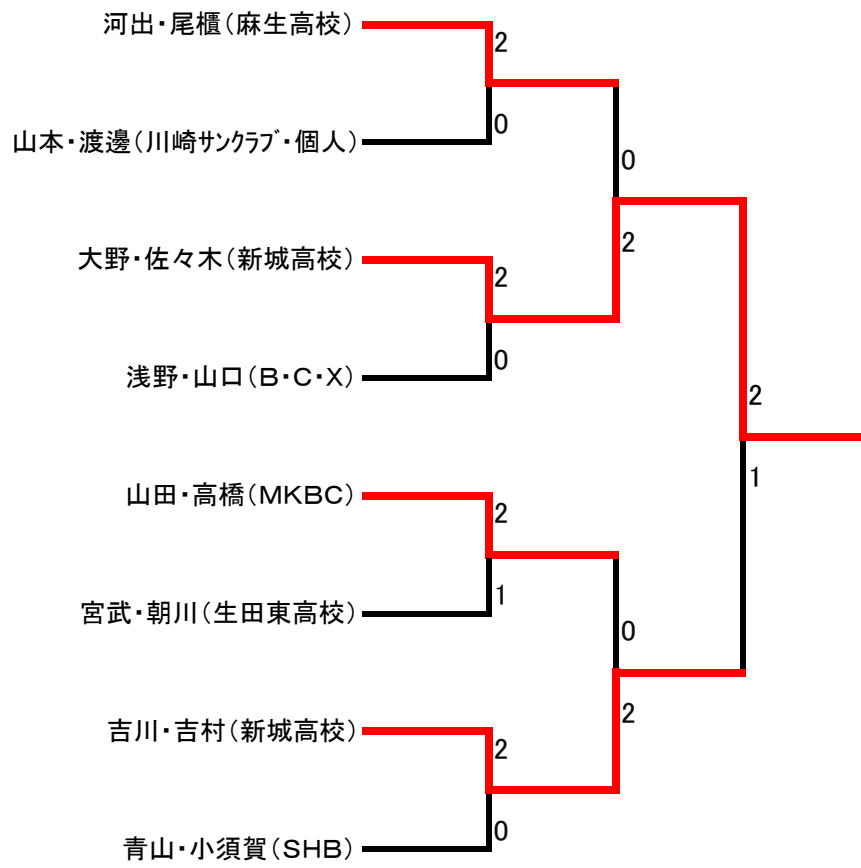 河出・尾櫃(麻生高校)
2
0
山本・渡邊(川崎サンクラブ・個人)
0
2
大野・佐々木(新城高校)
2
0
浅野・山口(B・C・X)
2
1
山田・高橋(MKBC)
2
1
宮武・朝川(生田東高校)
0
2
吉川・吉村(新城高校)
2
0
青山・小須賀(SHB)